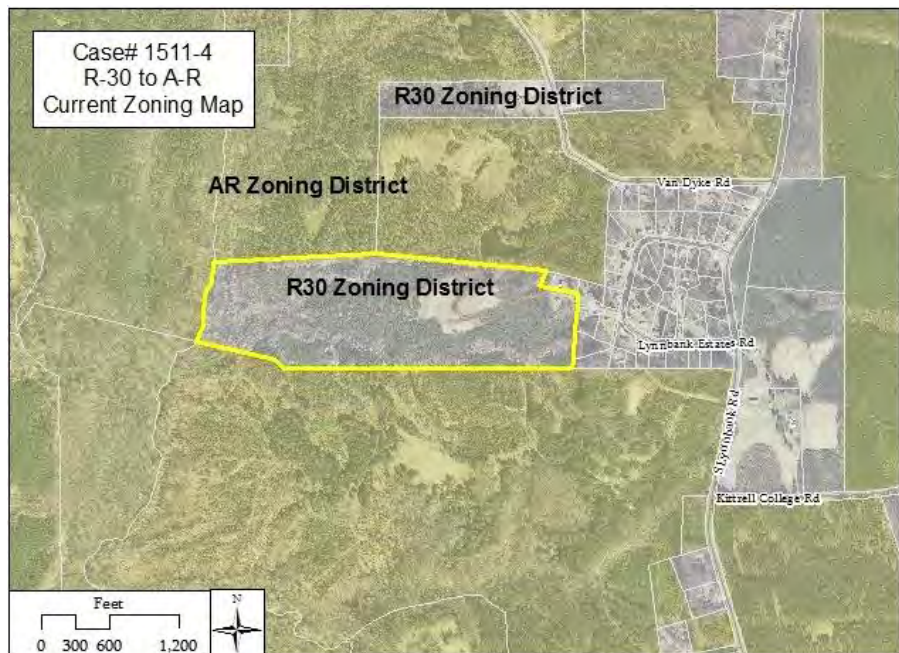 Case# 1511-4
R-30 to A-R
Current Zoning Map
R30 Zoning District
AR Zoning District
Van Dyke Rd
R30 Zoning District
Lynnbank Estates Rd
S Lynnbank Rd
Kittrell College Rd
Feet
0 300 600 1,200
N